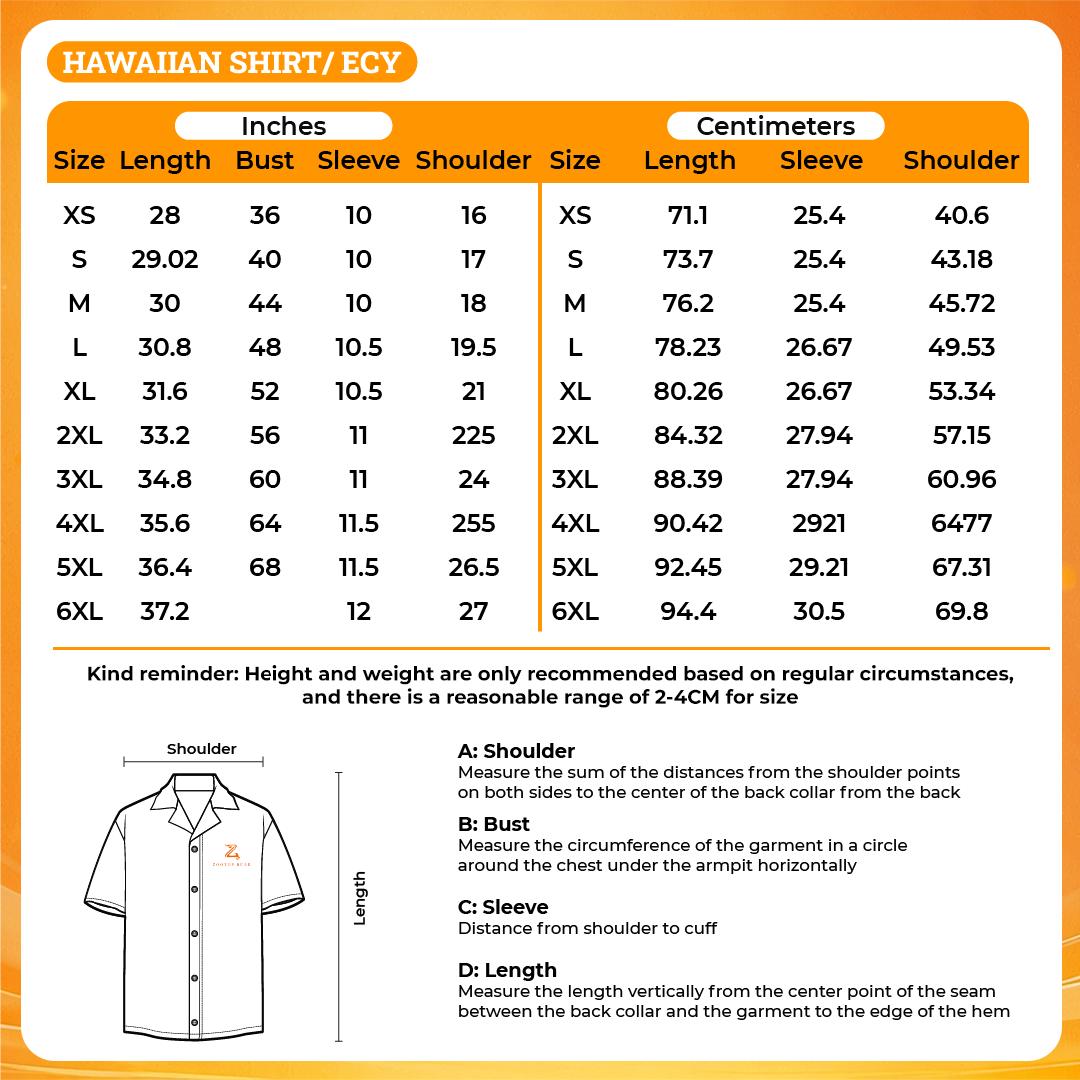 HAWAIIAN SHIRT/ ECY
Inches Centimeters
Size Length Bust Sleeve Shoulder Size Length Sleeve Shoulder
XS 28 36 10 16 XS 71.1 25.4 40.6
S 29.02 40 10 17 S 73.7 25.4 43.18
M 30 44 10 18 M 76.2 25.4 45.72
L 30.8 48 10.5 19.5 L 78.23 26.67 49.53
XL 31.6 52 10.5 21 XL 80.26 26.67 53.34
2XL 33.2 56 11 225 2XL 84.32 27.94 57.15
3XL 34.8 60 11 24 3XL 88.39 27.94 60.96
4XL 35.6 64 11.5 255 4XL 90.42 2921 6477
5XL 36.4 68 11.5 26.5 5XL 92.45 29.21 67.31
6XL 37.2 12 27 6XL 94.4 30.5 69.8
Kind reminder: Height and weight are only recommended based on regular circumstances,
and there is a reasonable range of 2-4CM for size
Shoulder
Length
A: Shoulder
Measure the sum of the distances from the shoulder points
on both sides to the center of the back collar from the back
B: Bust
Measure the circumference of the garment in a circle
around the chest under the armpit horizontally
C: Sleeve
Distance from shoulder to cuff
D: Length
Measure the length vertically from the center point of the seam
between the back collar and the garment to the edge of the hem